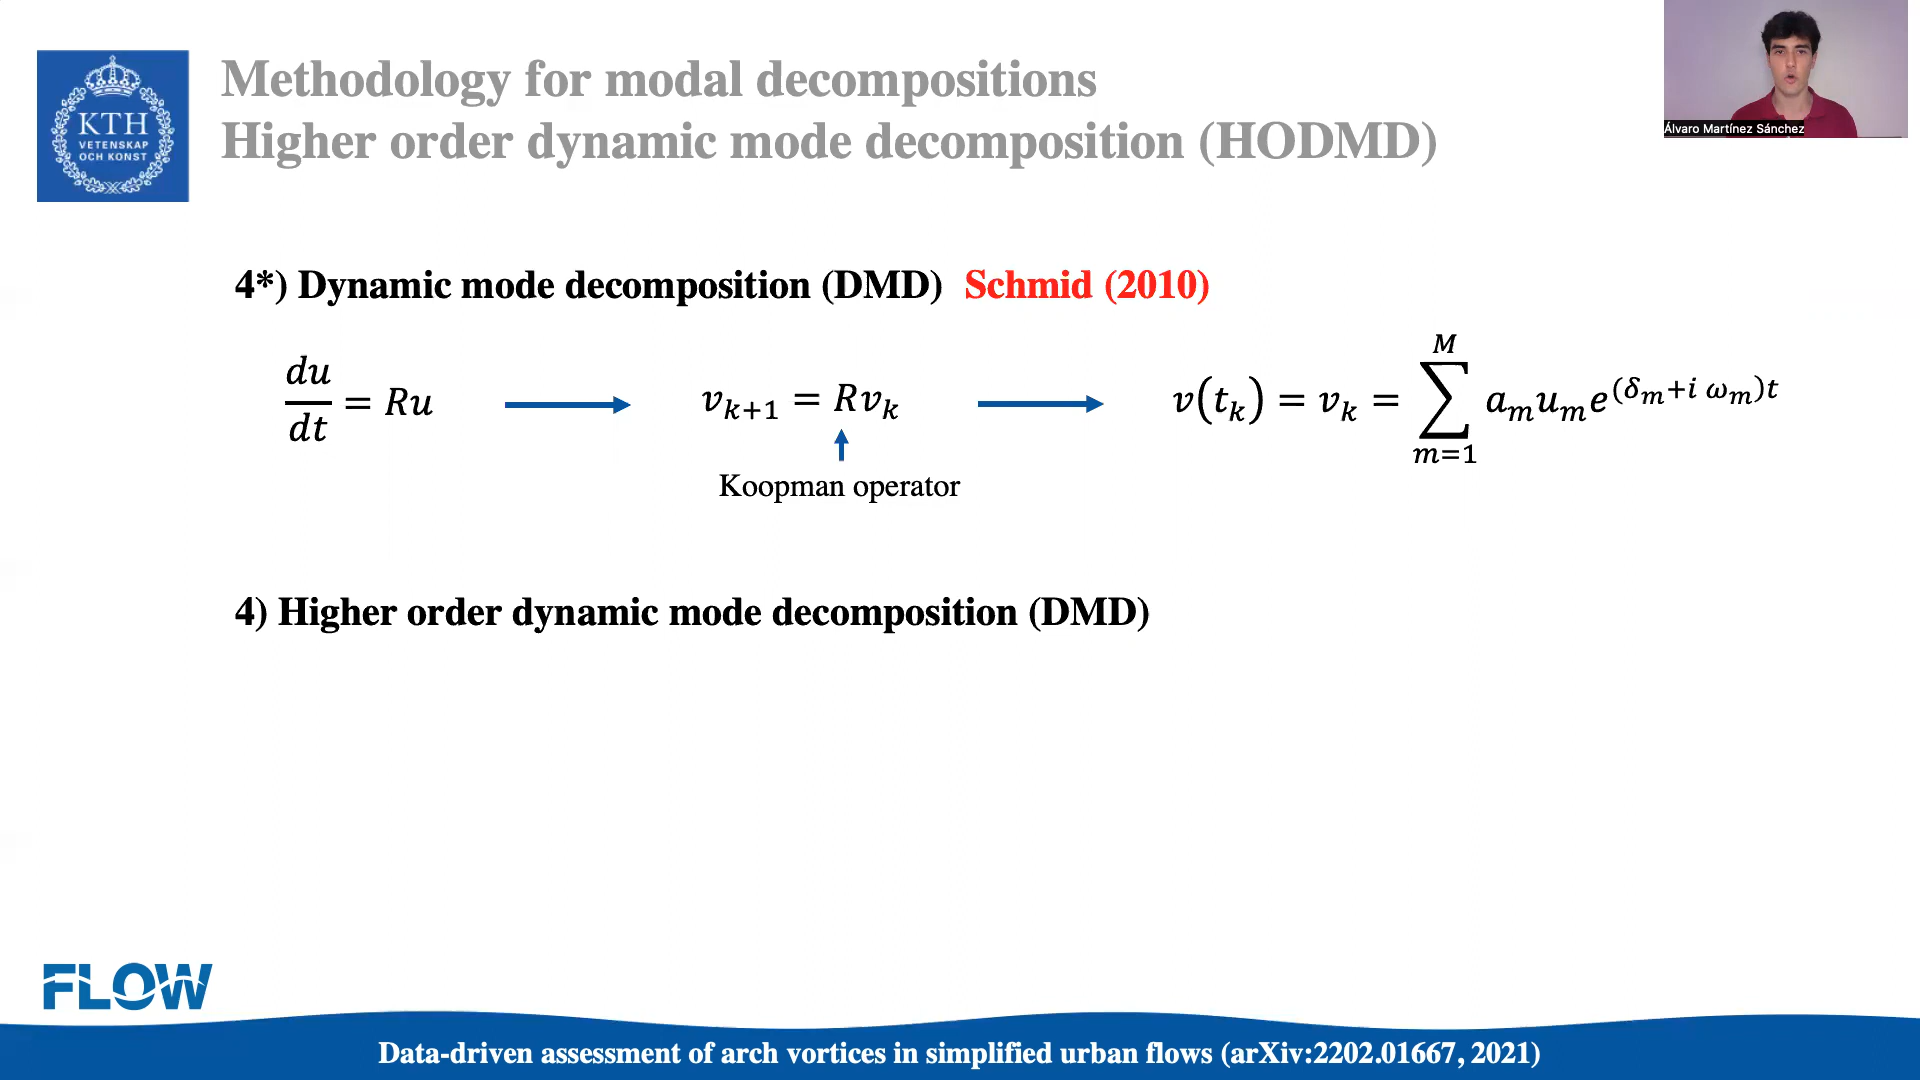 KTH
VETENSKAP
OCH KONST
Methodology for modal decompositions
Higher order dynamic mode decomposition (HODMD)
Álvaro Martínez Sánchez
4*) Dynamic mode decomposition (DMD) Schmid (2010)
du/dt = Ru
v_{k+1} = Rv_k
v(t_k) = v_k = \sum_{m=1}^{M} a_m u_m e^{(δ_m+i ω_m)t}
Koopman operator
4) Higher order dynamic mode decomposition (DMD)
FLOW
Data-driven assessment of arch vortices in simplified urban flows (arXiv:2202.01667, 2021)